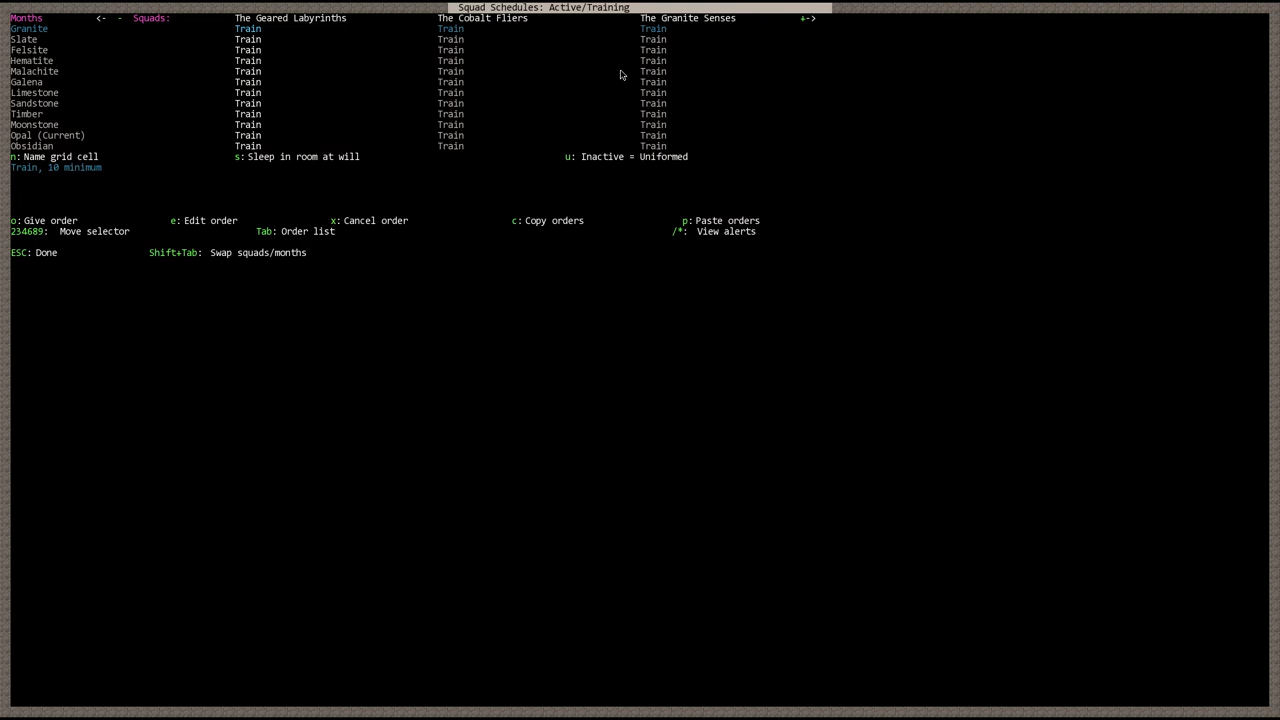 Squad Schedules: Active/Training
Months <- - Squads: The Geared Labyrinths The Cobalt Fliers The Granite Senses +->
Granite Train Train Train
Slate Train Train Train
Felsite Train Train Train
Hematite Train Train Train
Malachite Train Train Train
Galena Train Train Train
Limestone Train Train Train
Sandstone Train Train Train
Timber Train Train Train
Moonstone Train Train Train
Opal (Current) Train Train Train
Obsidian Train Train Train
n: Name grid cell s: Sleep in room at will u: Inactive = Uniformed
Train, 10 minimum
o: Give order e: Edit order x: Cancel order c: Copy orders p: Paste orders
234689: Move selector Tab: Order list /*: View alerts
ESC: Done Shift+Tab: Swap squads/months